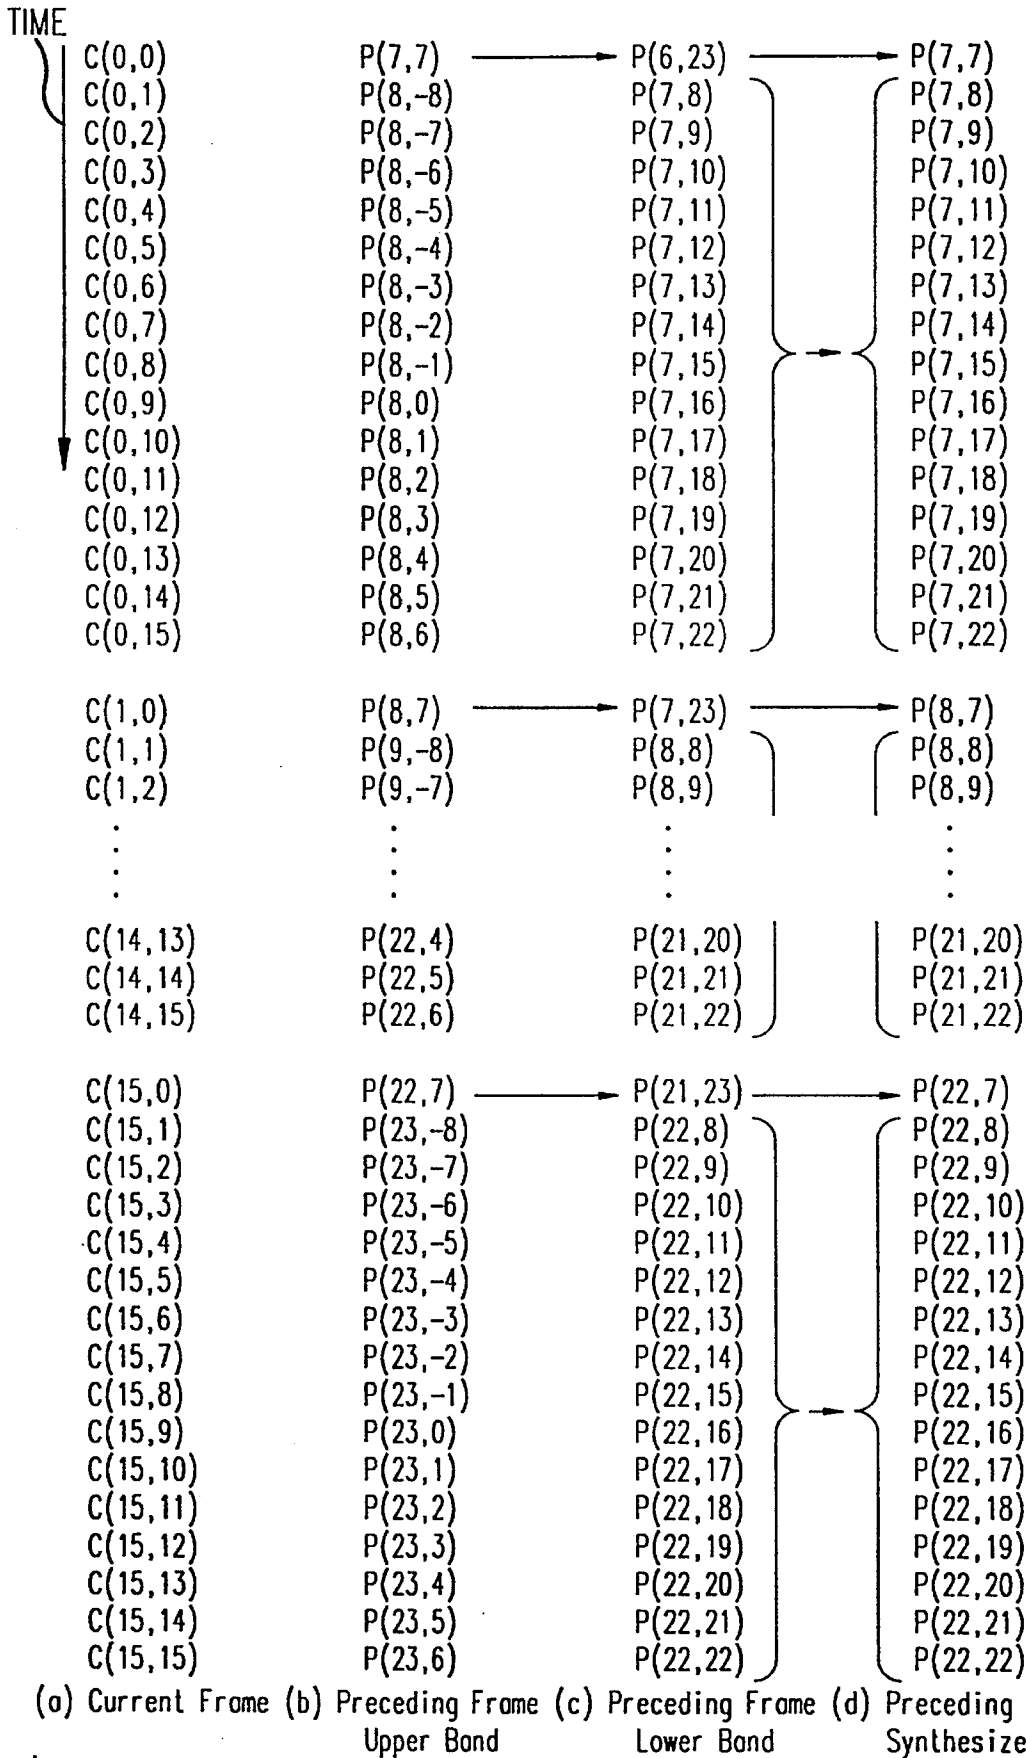 TIME
C(0,0) P(7,7) P(6,23) P(7,7)
C(0,1) P(8,-8) P(7,8) P(7,8)
C(0,2) P(8,-7) P(7,9) P(7,9)
C(0,3) P(8,-6) P(7,10) P(7,10)
C(0,4) P(8,-5) P(7,11) P(7,11)
C(0,5) P(8,-4) P(7,12) P(7,12)
C(0,6) P(8,-3) P(7,13) P(7,13)
C(0,7) P(8,-2) P(7,14) P(7,14)
C(0,8) P(8,-1) P(7,15) P(7,15)
C(0,9) P(8,0) P(7,16) P(7,16)
C(0,10) P(8,1) P(7,17) P(7,17)
C(0,11) P(8,2) P(7,18) P(7,18)
C(0,12) P(8,3) P(7,19) P(7,19)
C(0,13) P(8,4) P(7,20) P(7,20)
C(0,14) P(8,5) P(7,21) P(7,21)
C(0,15) P(8,6) P(7,22) P(7,22)
C(1,0) P(8,7) P(7,23) P(8,7)
C(1,1) P(9,-8) P(8,8) P(8,8)
C(1,2) P(9,-7) P(8,9) P(8,9)
C(14,13) P(22,4) P(21,20) P(21,20)
C(14,14) P(22,5) P(21,21) P(21,21)
C(14,15) P(22,6) P(21,22) P(21,22)
C(15,0) P(22,7) P(21,23) P(22,7)
C(15,1) P(23,-8) P(22,8) P(22,8)
C(15,2) P(23,-7) P(22,9) P(22,9)
C(15,3) P(23,-6) P(22,10) P(22,10)
C(15,4) P(23,-5) P(22,11) P(22,11)
C(15,5) P(23,-4) P(22,12) P(22,12)
C(15,6) P(23,-3) P(22,13) P(22,13)
C(15,7) P(23,-2) P(22,14) P(22,14)
C(15,8) P(23,-1) P(22,15) P(22,15)
C(15,9) P(23,0) P(22,16) P(22,16)
C(15,10) P(23,1) P(22,17) P(22,17)
C(15,11) P(23,2) P(22,18) P(22,18)
C(15,12) P(23,3) P(22,19) P(22,19)
C(15,13) P(23,4) P(22,20) P(22,20)
C(15,14) P(23,5) P(22,21) P(22,21)
C(15,15) P(23,6) P(22,22) P(22,22)
(a) Current Frame (b) Preceding Frame (c) Preceding Frame (d) Preceding
Upper Band Lower Band Synthesize